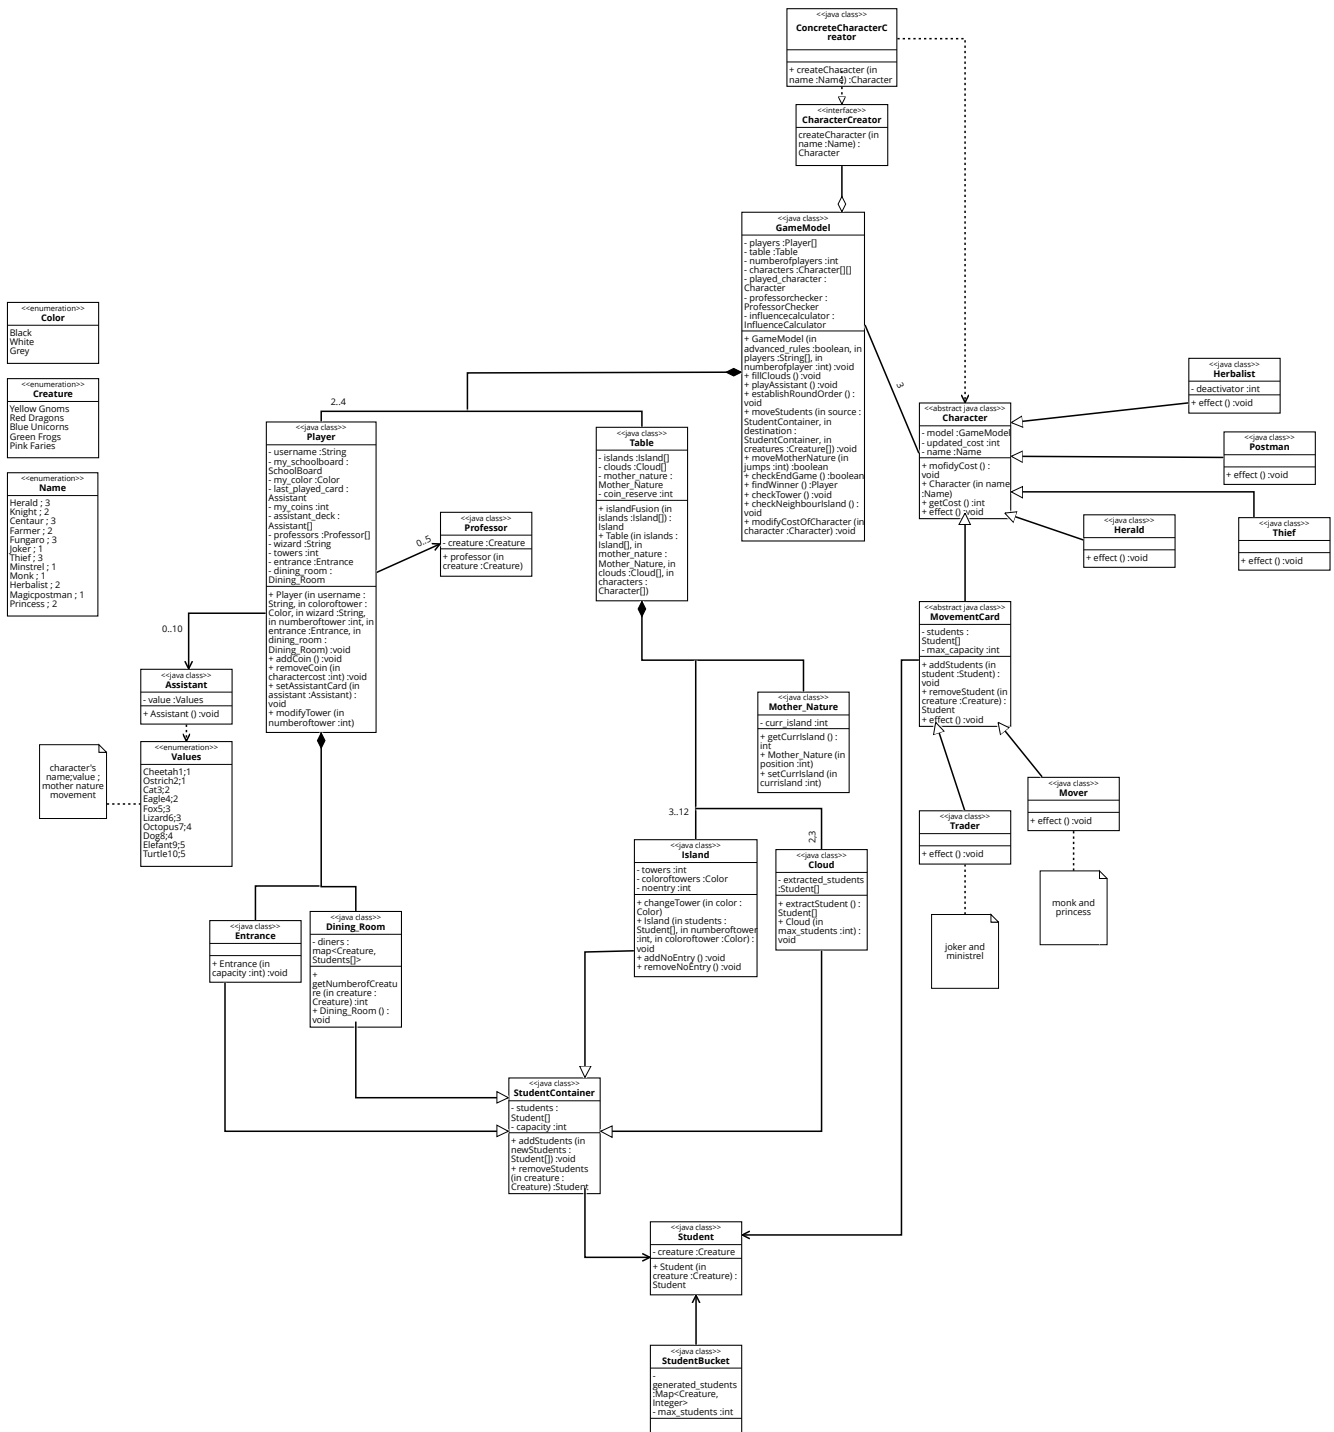 <<java class>>
ConcreteCharacterC
reator
+ createCharacter (in
name :Name) :Character
<<interface>>
CharacterCreator
createCharacter (in
name :Name) :
Character
<<java class>>
GameModel
- players :Player[]
- table :Table
- numberofplayers :int
- characters :Character[][]
- played_character :
Character
- professorchecker :
ProfessorChecker
- influencecalculator :
InfluenceCalculator
+ GameModel (in
advanced_rules :boolean, in
players :String[], in
numberofplayer :int) :void
+ fillClouds () :void
+ playAssistant () :void
+ establishRoundOrder () :
void
+ moveStudents (in source :
StudentContainer, in
destination :
StudentContainer, in
creatures :Creature[]) :void
+ moveMotherNature (in
jumps :int) :boolean
+ checkEndGame () :boolean
+ findWinner () :Player
+ checkTower () :void
+ checkNeighbourIsland () :
void
+ modifyCostOfCharacter (in
character :Character) :void
3
<<enumeration>>
Color
Black
White
Grey
<<enumeration>>
Creature
Yellow Gnoms
Red Dragons
Blue Unicorns
Green Frogs
Pink Faries
<<enumeration>>
Name
Herald ; 3
Knight ; 2
Centaur ; 3
Farmer ; 2
Fungaro ; 3
Joker ; 1
Thief ; 3
Minstrel ; 1
Monk ; 1
Herbalist ; 2
Magicpostman ; 1
Princess ; 2
2..4
<<java class>>
Player
- username :String
- my_schoolboard :
SchoolBoard
- my_color :Color
- last_played_card :
Assistant
- my_coins :int
- assistant_deck :
Assistant[]
- professors :Professor[]
- wizard :String
- towers :int
- entrance :Entrance
- dining_room :
Dining_Room
+ Player (in username :
String, in coloroftower :
Color, in wizard :String,
in numberoftower :int, in
entrance :Entrance, in
dining_room :
Dining_Room) :void
+ addCoin () :void
+ removeCoin (in
charactercost :int) :void
+ setAssistantCard (in
assistant :Assistant) :
void
+ modifyTower (in
numberoftower :int)
0..5
<<java class>>
Professor
- creature :Creature
+ professor (in
creature :Creature)
<<java class>>
Table
- islands :Island[]
- clouds :Cloud[]
- mother_nature :
Mother_Nature
- coin_reserve :int
+ islandFusion (in
islands :Island[]) :
Island
+ Table (in islands :
Island[], in
mother_nature :
Mother_Nature, in
clouds :Cloud[], in
characters :
Character[])
<<abstract java class>>
Character
- model :GameModel
- updated_cost :int
- name :Name
+ mofidyCost () :
void
+ Character (in name
:Name)
+ getCost () :int
+ effect () :void
<<java class>>
Herbalist
- deactivator :int
+ effect () :void
<<java class>>
Postman
+ effect () :void
<<java class>>
Herald
+ effect () :void
<<java class>>
Thief
+ effect () :void
<<abstract java class>>
MovementCard
- students :
Student[]
- max_capacity :int
+ addStudents (in
student :Student) :
void
+ removeStudent (in
creature :Creature) :
Student
+ effect () :void
0..10
<<java class>>
Assistant
- value :Values
+ Assistant () :void
<<enumeration>>
Values
Cheetah1;1
Ostrich2;1
Cat3;2
Eagle4;2
Fox5;3
Lizard6;3
Octopus7;4
Dog8;4
Elefant9;5
Turtle10;5
character's
name;value ;
mother nature
movement
<<java class>>
Mother_Nature
- curr_island :int
+ getCurrIsland () :
int
+ Mother_Nature (in
position :int)
+ setCurrIsland (in
currisland :int)
3..12
2,3
<<java class>>
Island
- towers :int
- coloroftowers :Color
- noentry :int
+ changeTower (in color :
Color)
+ Island (in students :
Student[], in numberoftower
:int, in coloroftower :Color) :
void
+ addNoEntry () :void
+ removeNoEntry () :void
<<java class>>
Cloud
- extracted_students
:Student[]
+ extractStudent () :
Student[]
+ Cloud (in
max_students :int) :
void
<<java class>>
Trader
+ effect () :void
<<java class>>
Mover
+ effect () :void
joker and
ministrel
monk and
princess
<<java class>>
Entrance
+ Entrance (in
capacity :int) :void
<<java class>>
Dining_Room
- diners :
map<Creature,
Students[]>
+
getNumberofCreatu
re (in creature :
Creature) :int
+ Dining_Room () :
void
<<java class>>
StudentContainer
- students :
Student[]
- capacity :int
+ addStudents (in
newStudents :
Student[]) :void
+ removeStudents
(in creature :
Creature) :Student
<<java class>>
Student
- creature :Creature
+ Student (in
creature :Creature) :
Student
<<java class>>
StudentBucket
-
generated_students
:Map<Creature,
Integer>
- max_students :int